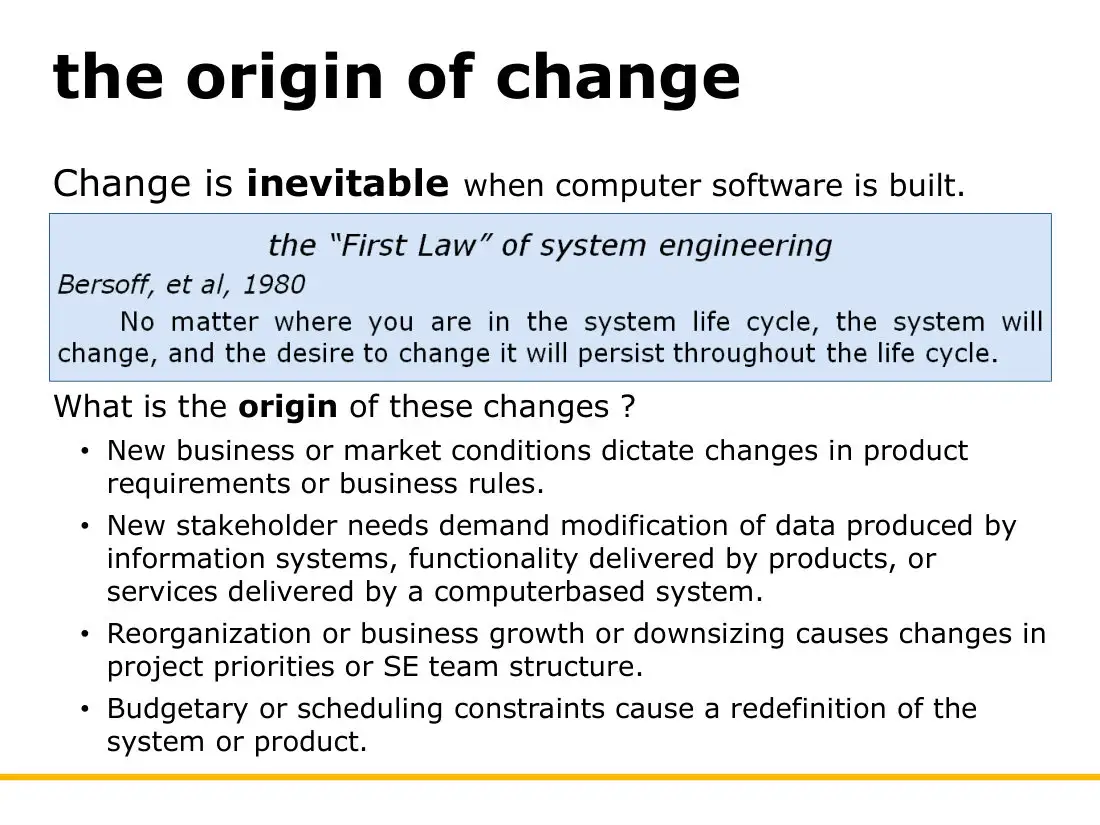 the origin of change
Change is inevitable when computer software is built.
the “First Law” of system engineering
Bersoff, et al, 1980
No matter where you are in the system life cycle, the system will
change, and the desire to change it will persist throughout the life cycle.
What is the origin of these changes ?
• New business or market conditions dictate changes in product
requirements or business rules.
• New stakeholder needs demand modification of data produced by
information systems, functionality delivered by products, or
services delivered by a computerbased system.
• Reorganization or business growth or downsizing causes changes in
project priorities or SE team structure.
• Budgetary or scheduling constraints cause a redefinition of the
system or product.